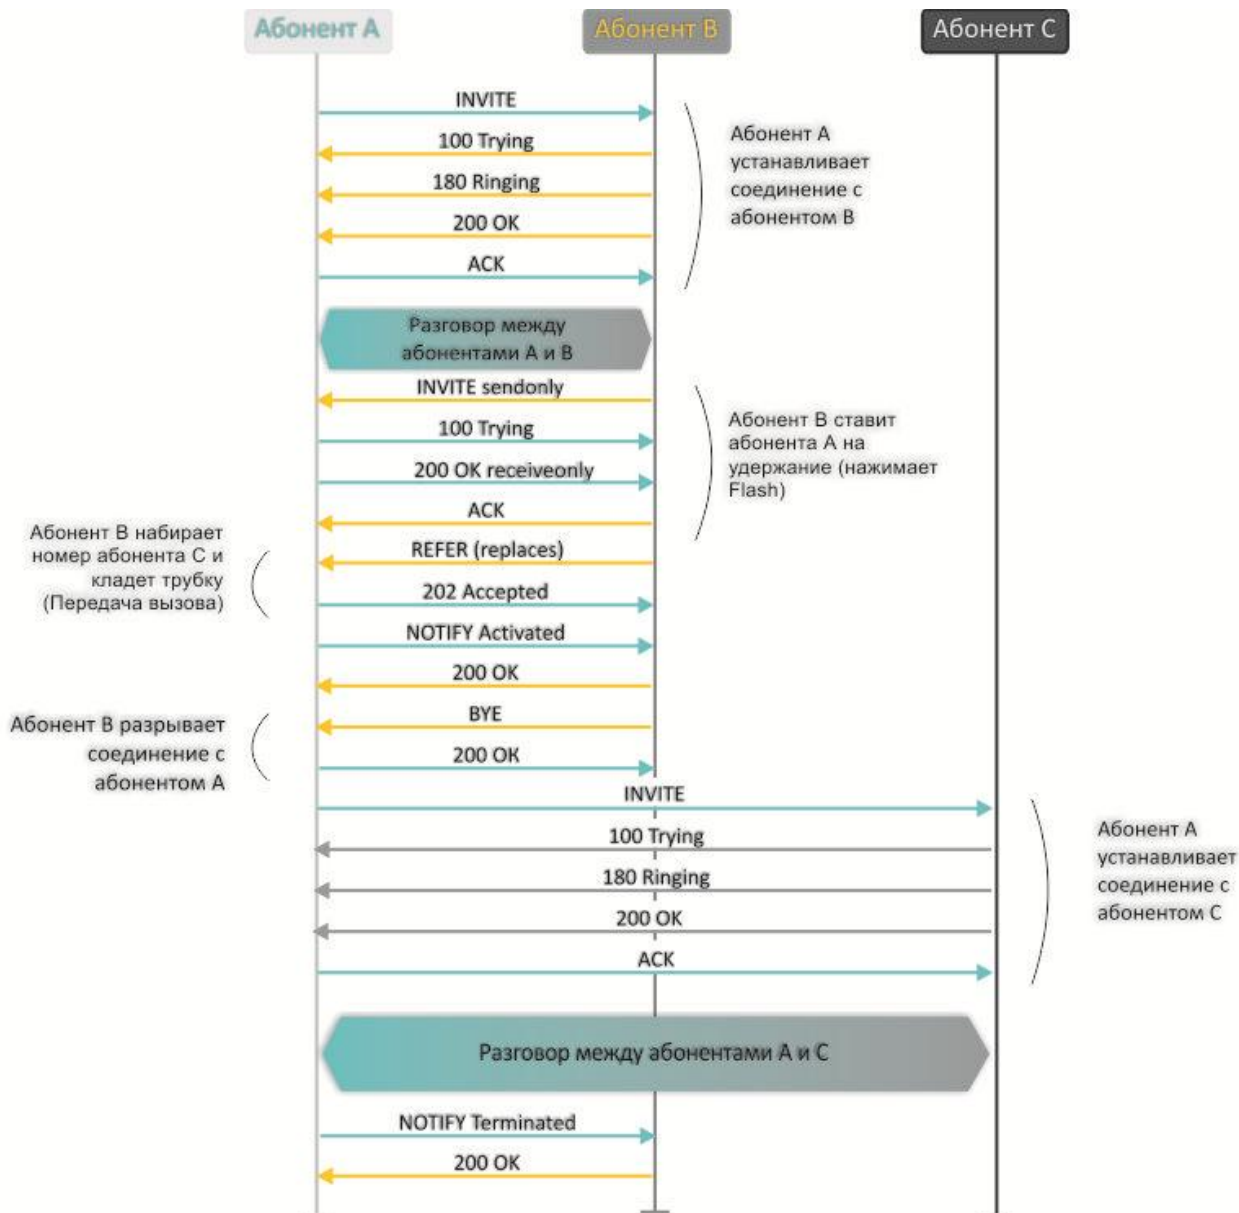 Абонент А
Абонент В
Абонент С
INVITE
100 Trying
180 Ringing
200 OK
ACK
Абонент А
устанавливает
соединение с
абонентом В
Разговор между
абонентами А и В
INVITE sendonly
100 Trying
200 OK receiveonly
ACK
Абонент В ставит
абонента А на
удержание (нажимает
Flash)
REFER (replaces)
202 Accepted
Абонент В набирает
номер абонента С и
кладет трубку
(Передача вызова)
NOTIFY Activated
200 OK
BYE
200 OK
Абонент В разрывает
соединение с
абонентом А
INVITE
100 Trying
180 Ringing
200 OK
ACK
Абонент А
устанавливает
соединение с
абонентом С
Разговор между абонентами А и С
NOTIFY Terminated
200 OK